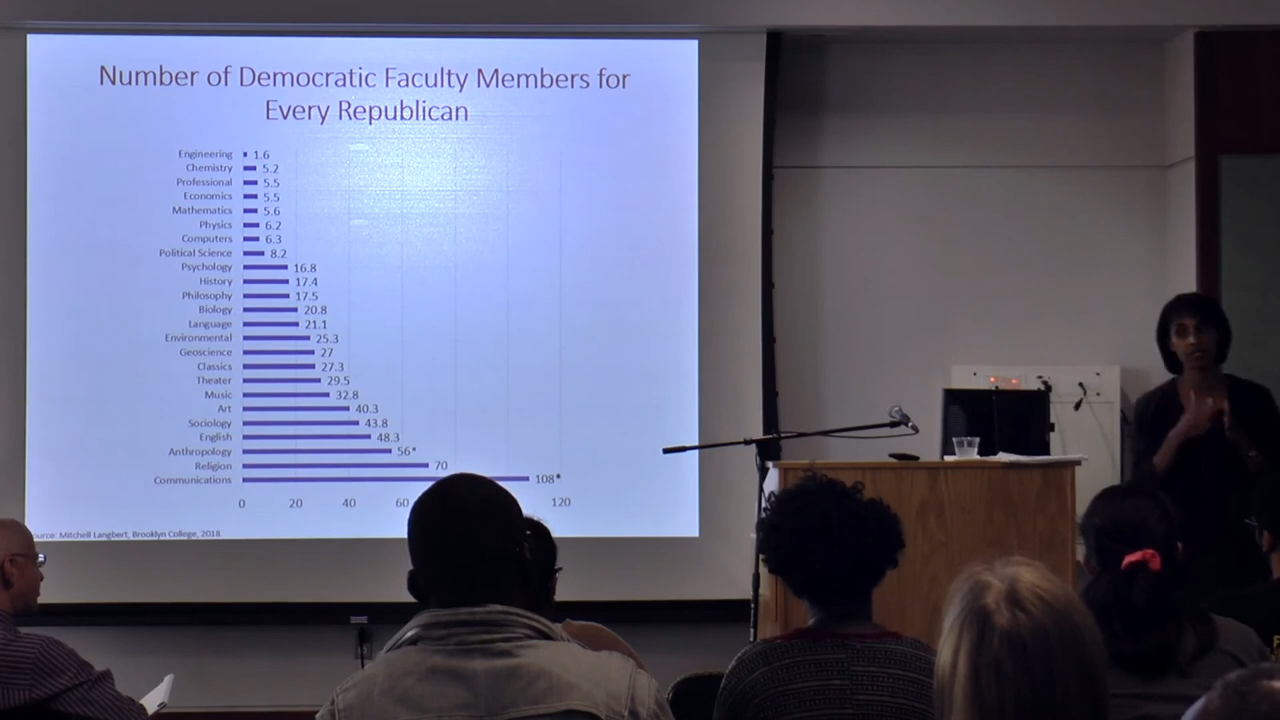 Number of Democratic Faculty Members for
Every Republican
Engineering 1.6
Chemistry 5.2
Professional 5.5
Economics 5.5
Mathematics 5.6
Physics 6.2
Computers 6.3
Political Science 8.2
Psychology 16.8
History 17.4
Philosophy 17.5
Biology 20.8
Language 21.1
Environmental 25.3
Geoscience 27
Classics 27.3
Theater 29.5
Music 32.8
Art 40.3
Sociology 43.8
English 48.3
Anthropology 56*
Religion 70
Communications 108*
0 20 40 60 120
ource: Mitchell Langbert, Brooklyn College, 2018.